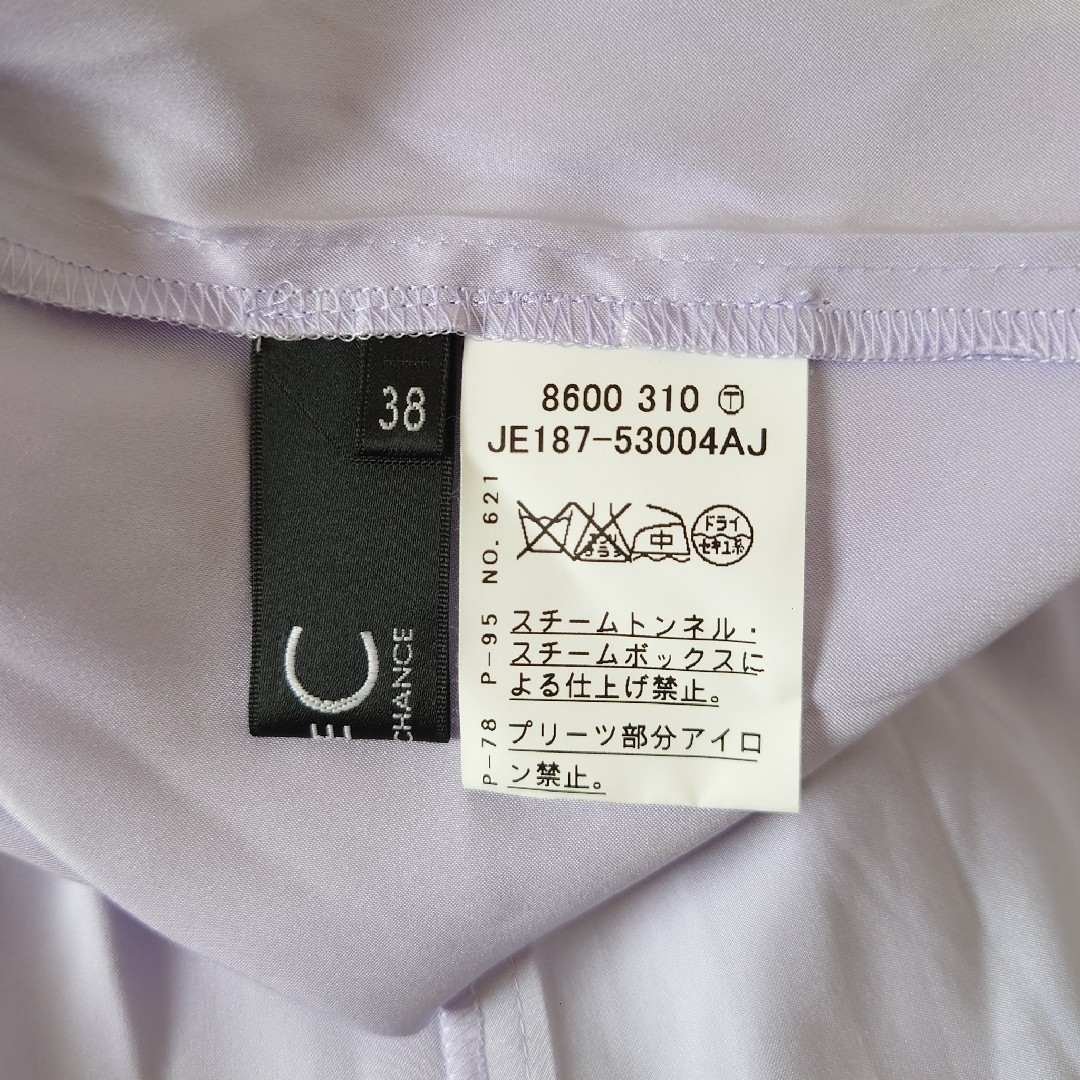 38
C
E
CHANCE
8600 310 Ⓣ
JE187-53004AJ
中
ドライ
セキユ系
スチームトンネル・
スチームボックスに
よる仕上げ禁止。
プリーツ部分アイロ
ン禁止。
P-78 P-95 NO. 621